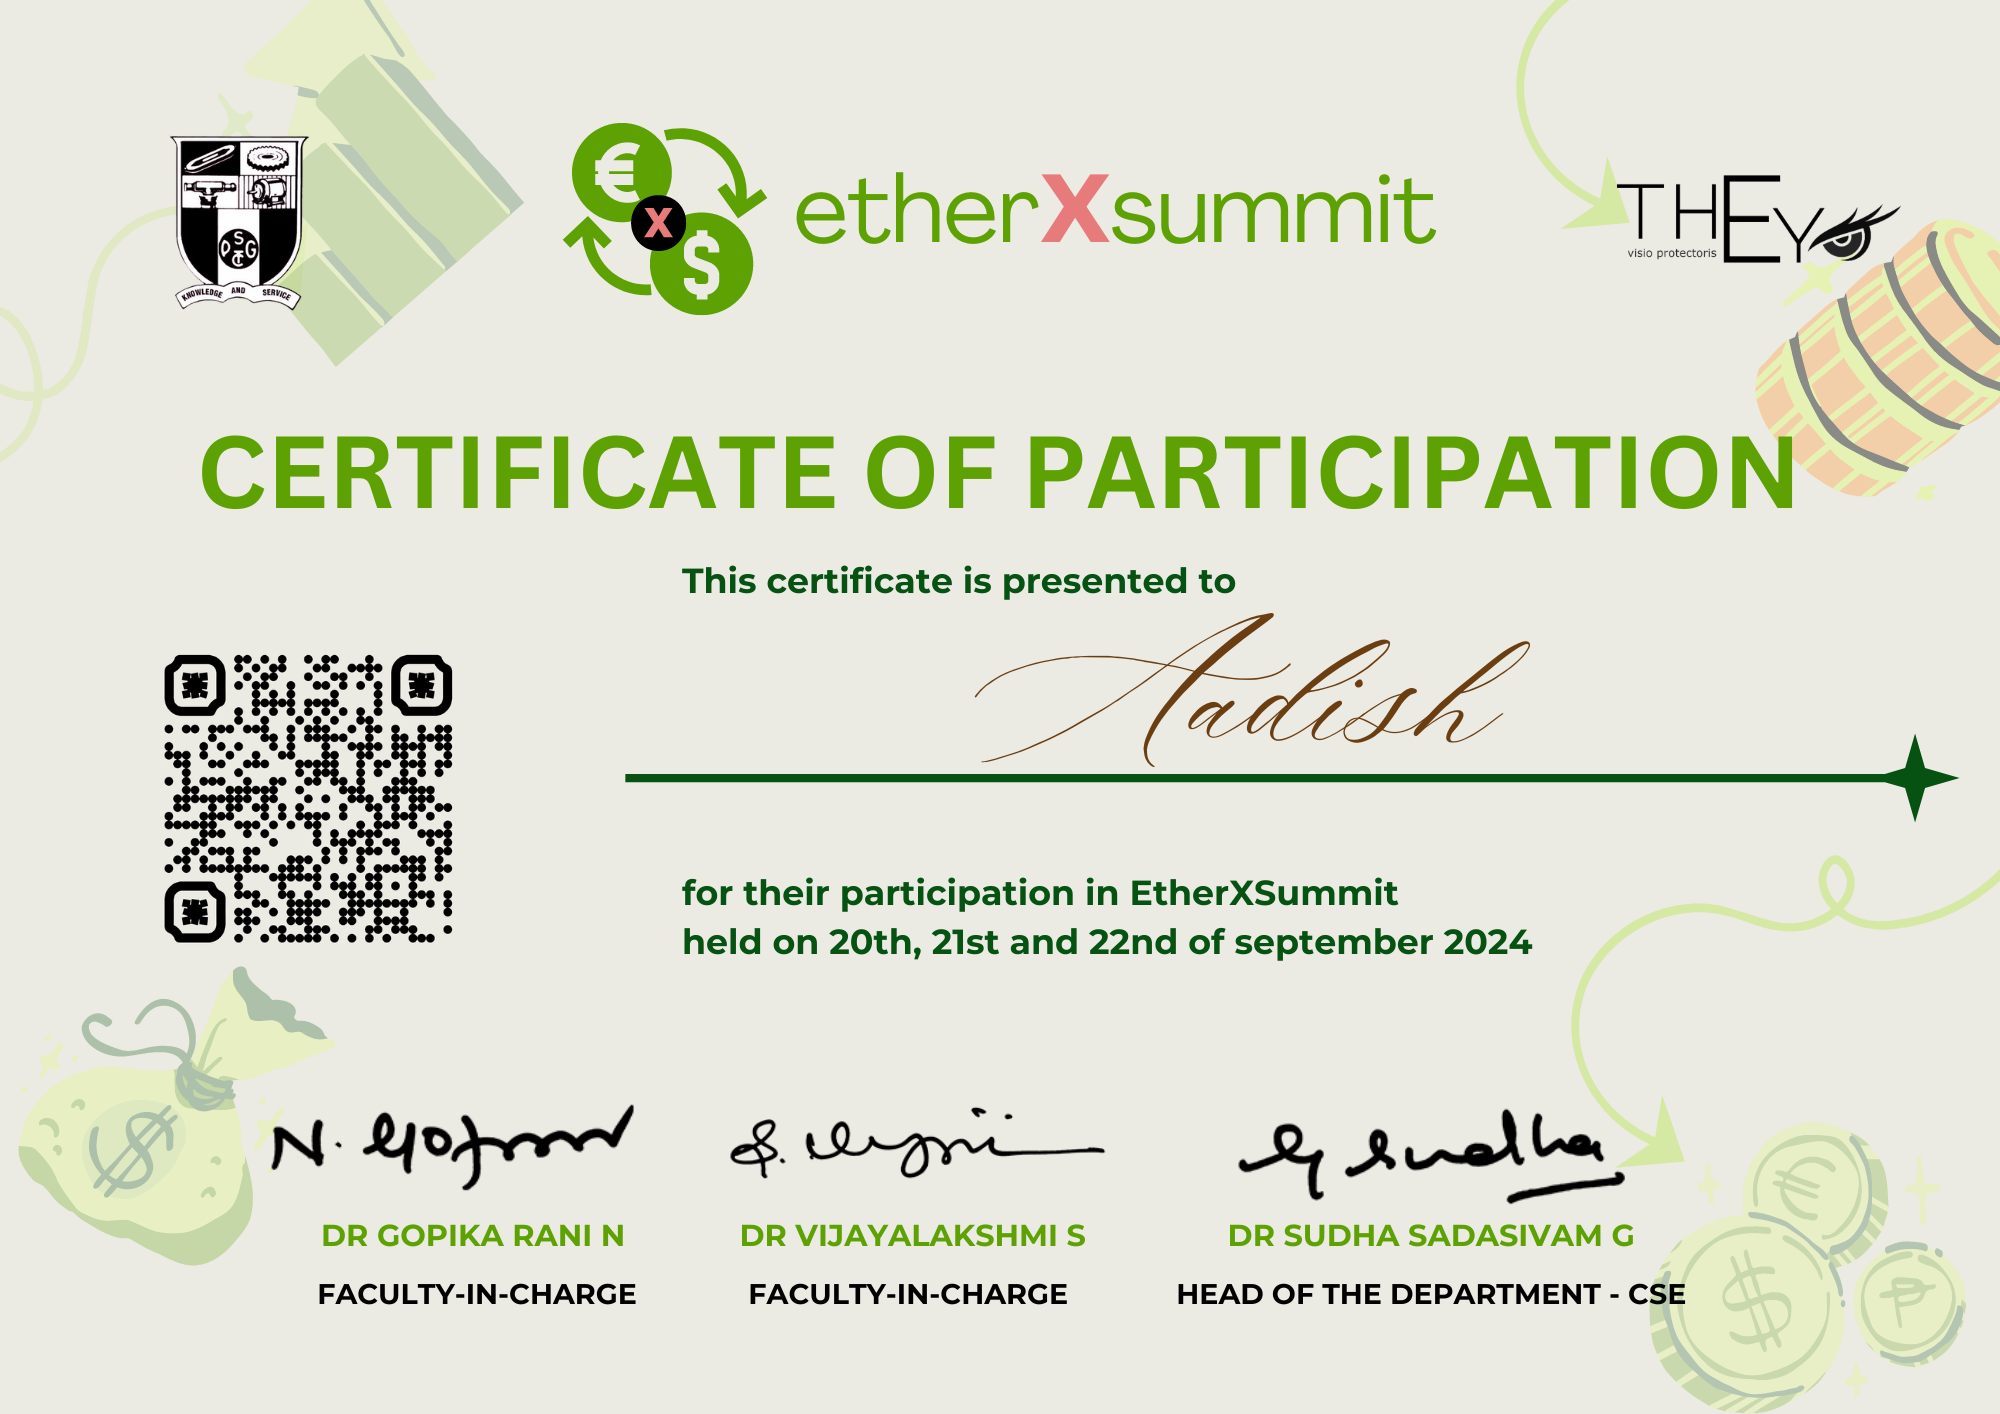 KNOWLEDGE AND SERVICE
etherXsummit
€
X
$
THEY
visio protectoris
CERTIFICATE OF PARTICIPATION
This certificate is presented to
Aadish
for their participation in EtherXSummit
held on 20th, 21st and 22nd of september 2024
G Sudha
DR GOPIKA RANI N
DR VIJAYALAKSHMI S
DR SUDHA SADASIVAM G
FACULTY-IN-CHARGE
FACULTY-IN-CHARGE
HEAD OF THE DEPARTMENT - CSE